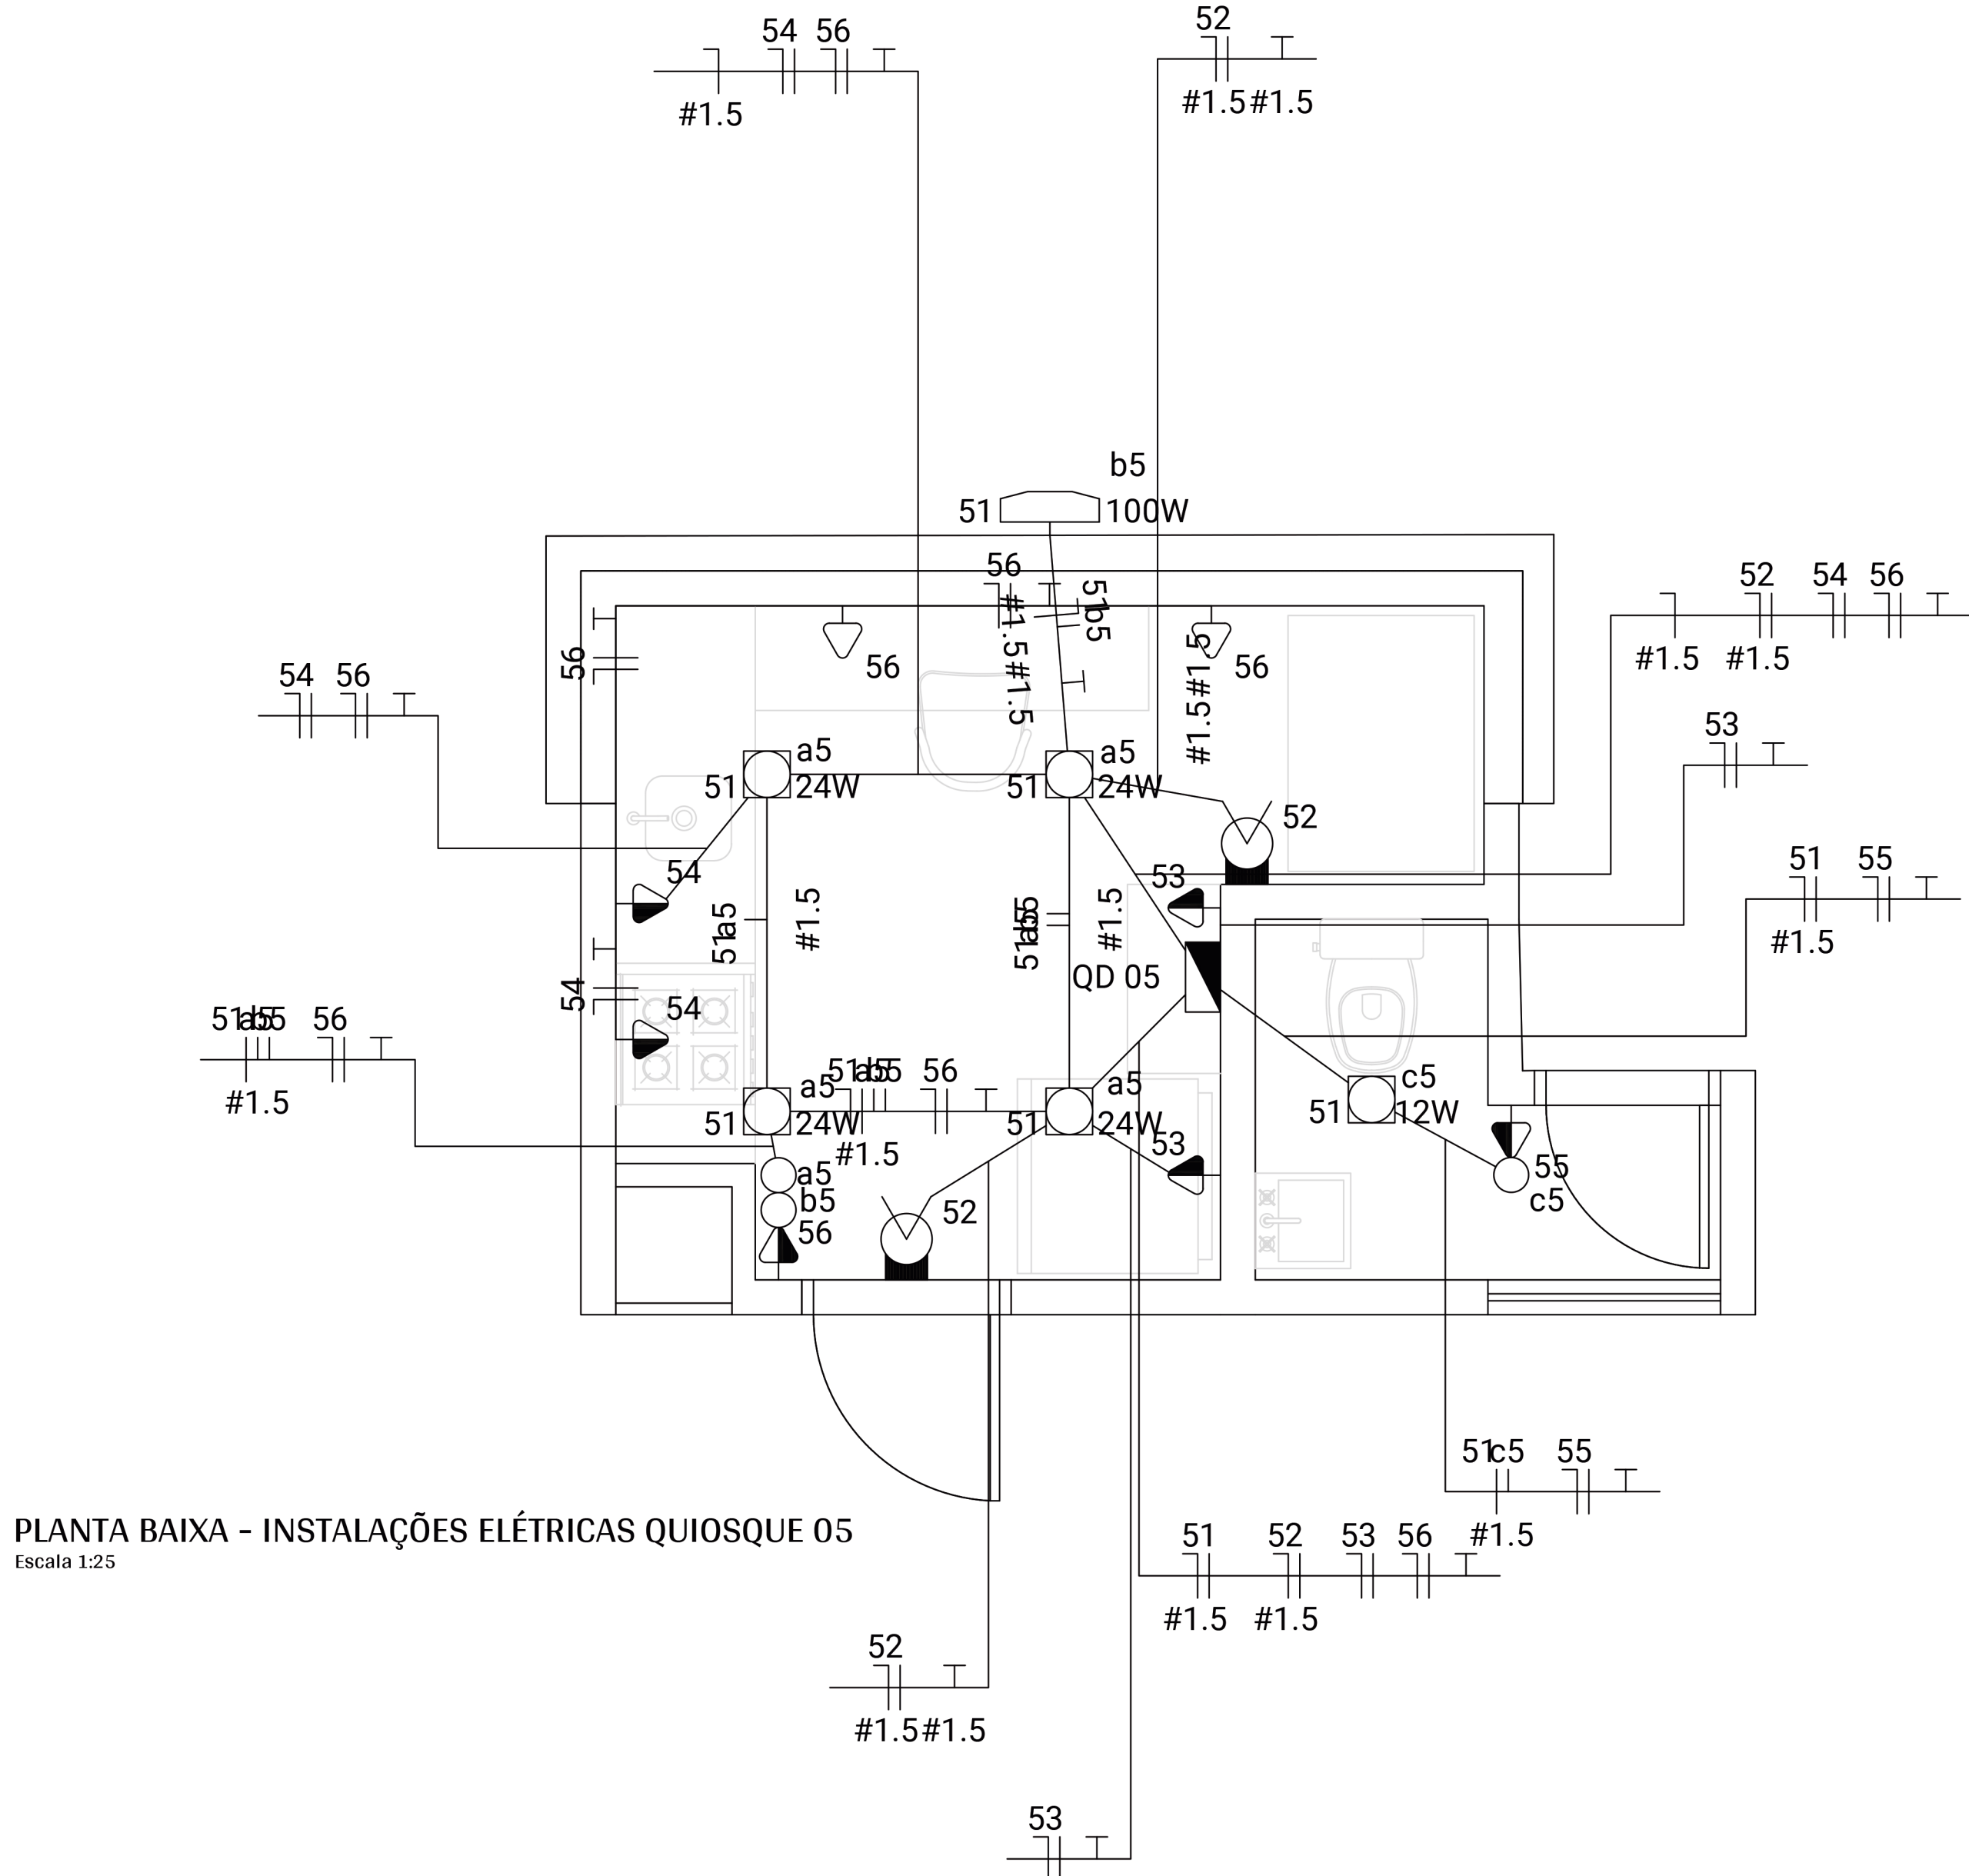 52
54 56
#1.5 #1.5
#1.5
b5
51 100W
56
51b5
#1.5#1.5
52 54 56
#1.5 #1.5
56
54 56
56
56
#1.5#1.5
53
a5
51 24W
a5
51 24W
52
54
53
51 55
#1.5
51a5
#1.5
51a5b5
#1.5
QD 05
54
54
51a5b5 56
#1.5
51a5b5 56
#1.5
a5
51 24W
a5
51 24W
c5
51 12W
53
55
c5
a5
b5
56
52
51c5 55
#1.5
PLANTA BAIXA - INSTALAÇÕES ELÉTRICAS QUIOSQUE 05
Escala 1:25
51 52 53 56
#1.5 #1.5
52
#1.5#1.5
53